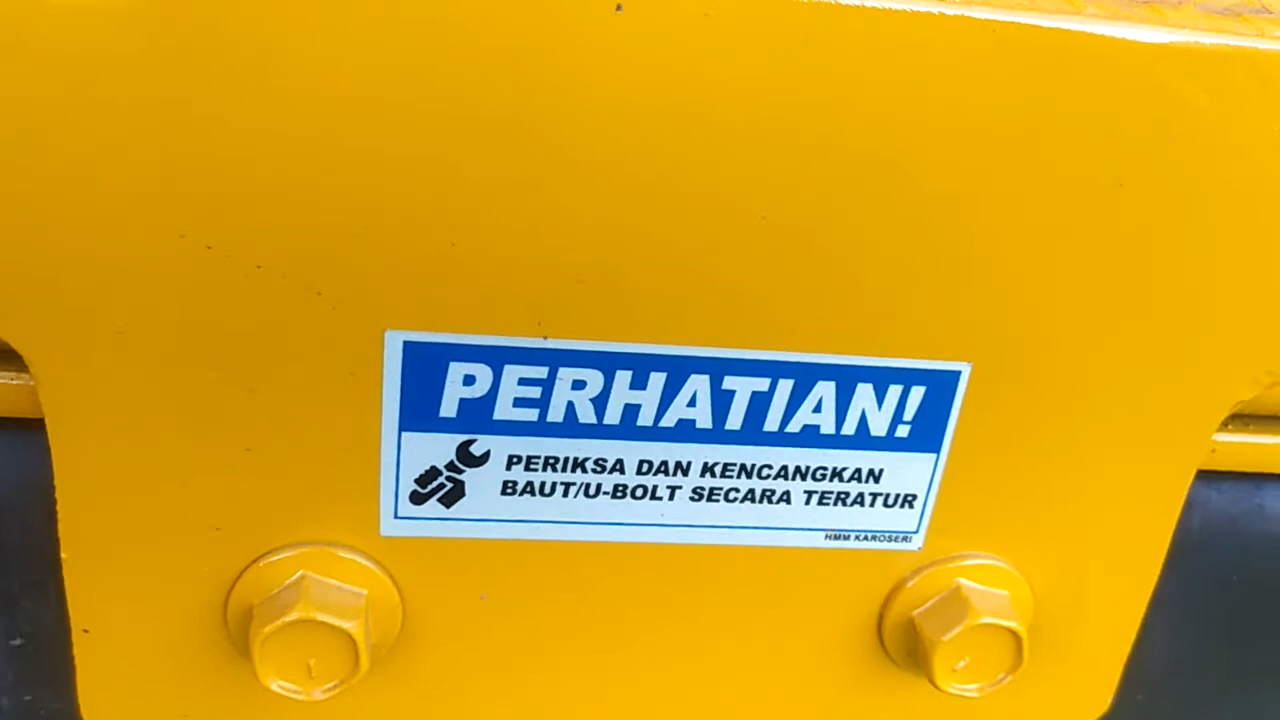 PERHATIAN!
PERIKSA DAN KENCANGKAN
BAUT/U-BOLT SECARA TERATUR
HMM KAROSERI